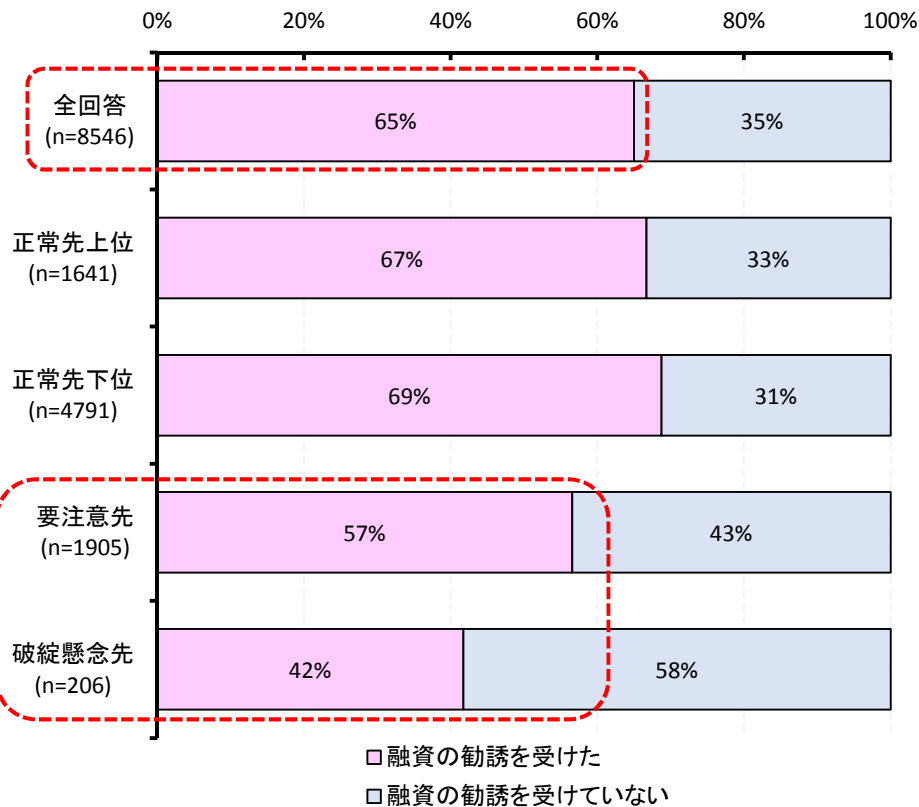 0% 20% 40% 60% 80% 100%
全回答
(n=8546)
65% 35%
正常先上位
(n=1641)
67% 33%
正常先下位
(n=4791)
69% 31%
要注意先
(n=1905)
57% 43%
破綻懸念先
(n=206)
42% 58%
融資の勧誘を受けた
融資の勧誘を受けていない